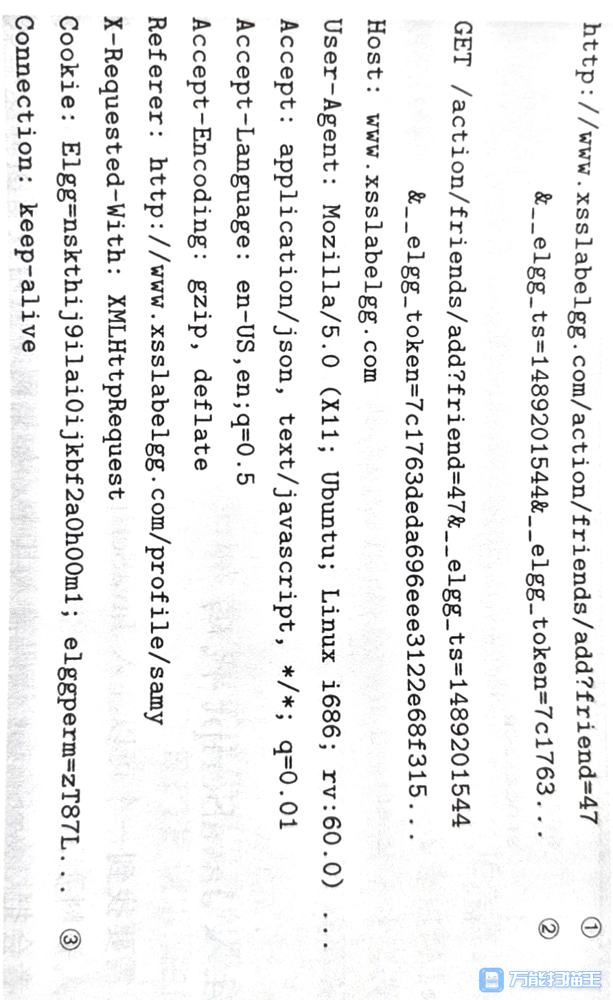 http://www.xsslabelgg.com/action/friends/add?friend=47 ①
&__elgg_ts=1489201544&__elgg_token=7c1763... ②
GET /action/friends/add?friend=47&__elgg_ts=1489201544
&__elgg_token=7c1763deda696eee3122e68f315...
Host: www.xsslabelgg.com
User-Agent: Mozilla/5.0 (X11; Ubuntu; Linux i686; rv:60.0) ...
Accept: application/json, text/javascript, */*; q=0.01
Accept-Language: en-US,en;q=0.5
Accept-Encoding: gzip, deflate
Referer: http://www.xsslabelgg.com/profile/samy
X-Requested-With: XMLHttpRequest
Cookie: Elgg=nskthij9ilai0ijkbf2a0h00m1; elggperm=zT87L... ③
Connection: keep-alive
万能扫描王